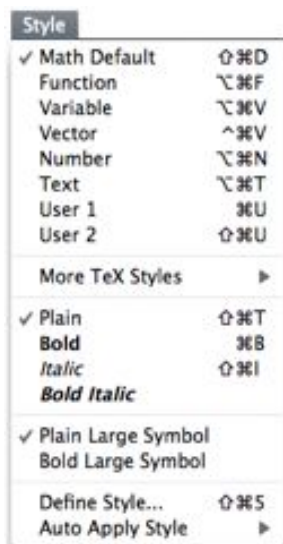 Style
✓ Math Default ⇧⌘D
Function ⌥⌘F
Variable ⌥⌘V
Vector ^⌘V
Number ⌥⌘N
Text ⌥⌘T
User 1 ⌘U
User 2 ⇧⌘U
More TeX Styles ▶
✓ Plain ⇧⌘T
Bold ⌘B
Italic ⇧⌘I
Bold Italic
✓ Plain Large Symbol
Bold Large Symbol
Define Style... ⇧⌘S
Auto Apply Style ▶